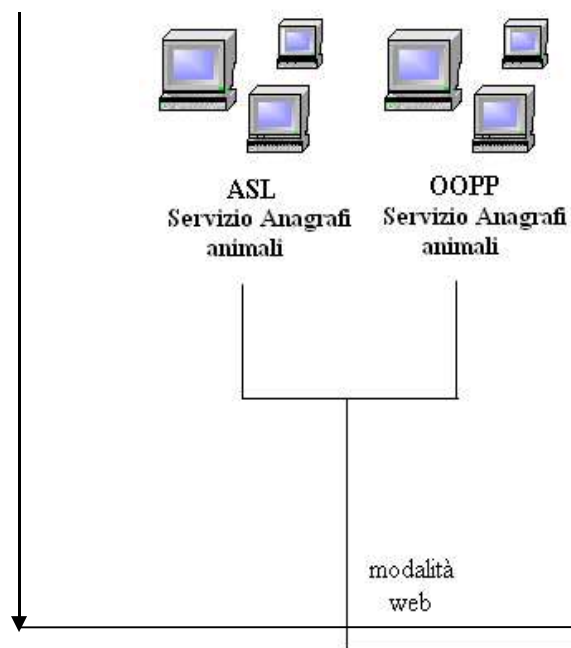 ASL
Servizio Anagrafi
animali
OOPP
Servizio Anagrafi
animali
modalità
web